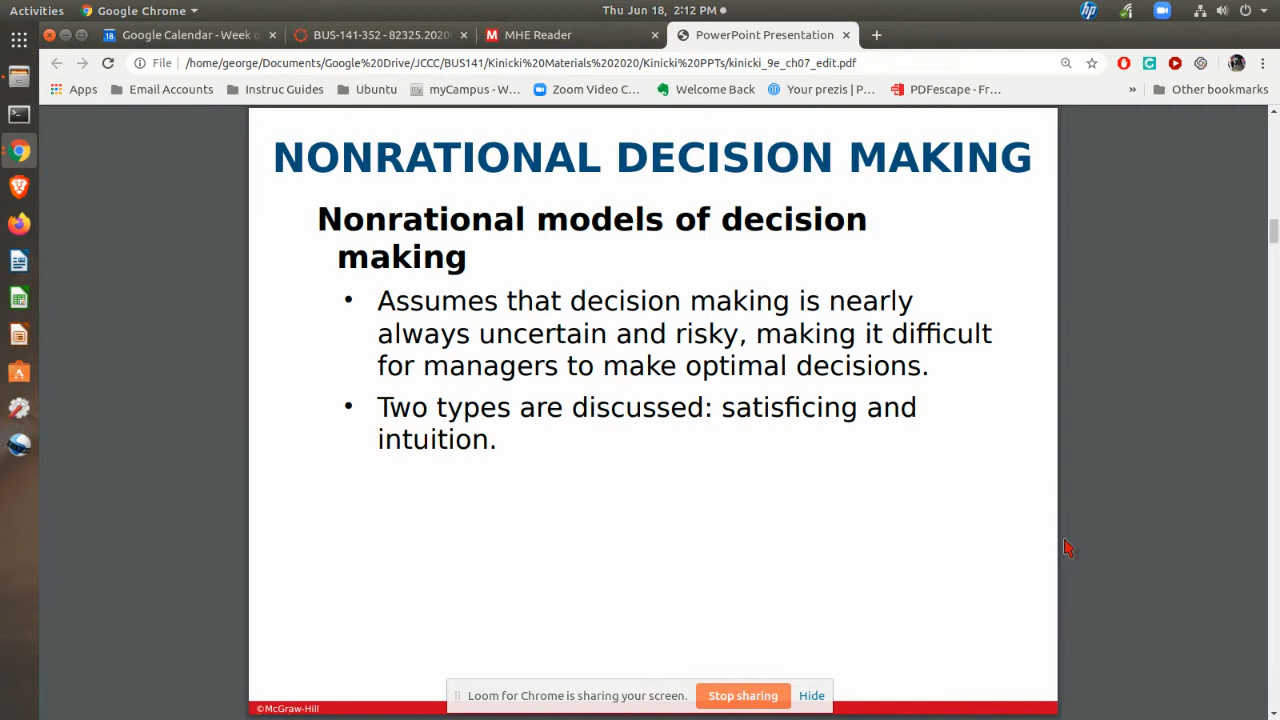 Activities
Google Chrome
Thu Jun 18, 2:12 PM
Google Calendar - Week o
BUS-141-352 - 82325.2020
MHE Reader
PowerPoint Presentation
File
/home/george/Documents/Google%20Drive/JCCC/BUS141/Kinicki%20Materials%202020/Kinicki%20PPTs/kinicki_9e_ch07_edit.pdf
Apps
Email Accounts
Instruc Guides
Ubuntu
myCampus - W...
Zoom Video C...
Welcome Back
Your prezis | P...
PDFescape - Fr...
»
Other bookmarks
NONRATIONAL DECISION MAKING
Nonrational models of decision
making
• Assumes that decision making is nearly
always uncertain and risky, making it difficult
for managers to make optimal decisions.
• Two types are discussed: satisficing and
intuition.
Loom for Chrome is sharing your screen.
Stop sharing
Hide
©McGraw-Hill